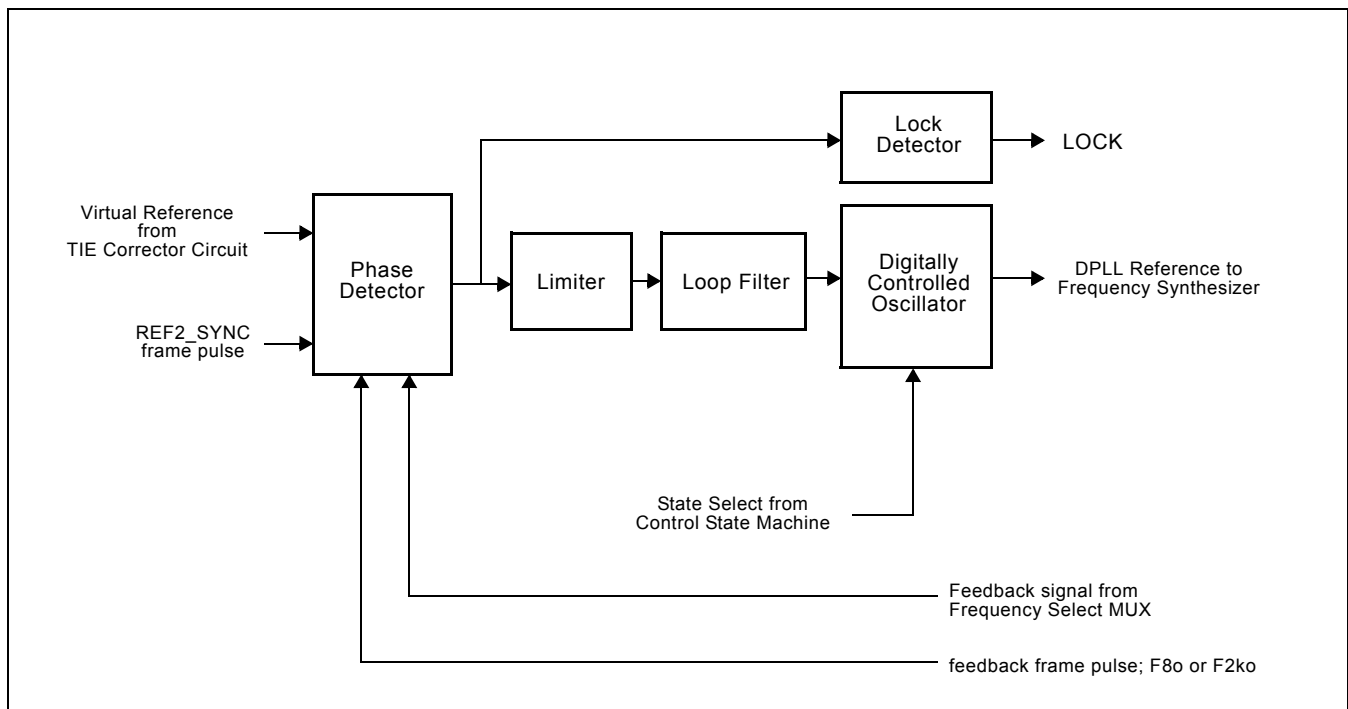 Lock
Detector
LOCK
Virtual Reference
from
TIE Corrector Circuit
Phase
Detector
Limiter
Loop Filter
Digitally
Controlled
Oscillator
DPLL Reference to
Frequency Synthesizer
REF2_SYNC
frame pulse
State Select from
Control State Machine
Feedback signal from
Frequency Select MUX
feedback frame pulse; F8o or F2ko